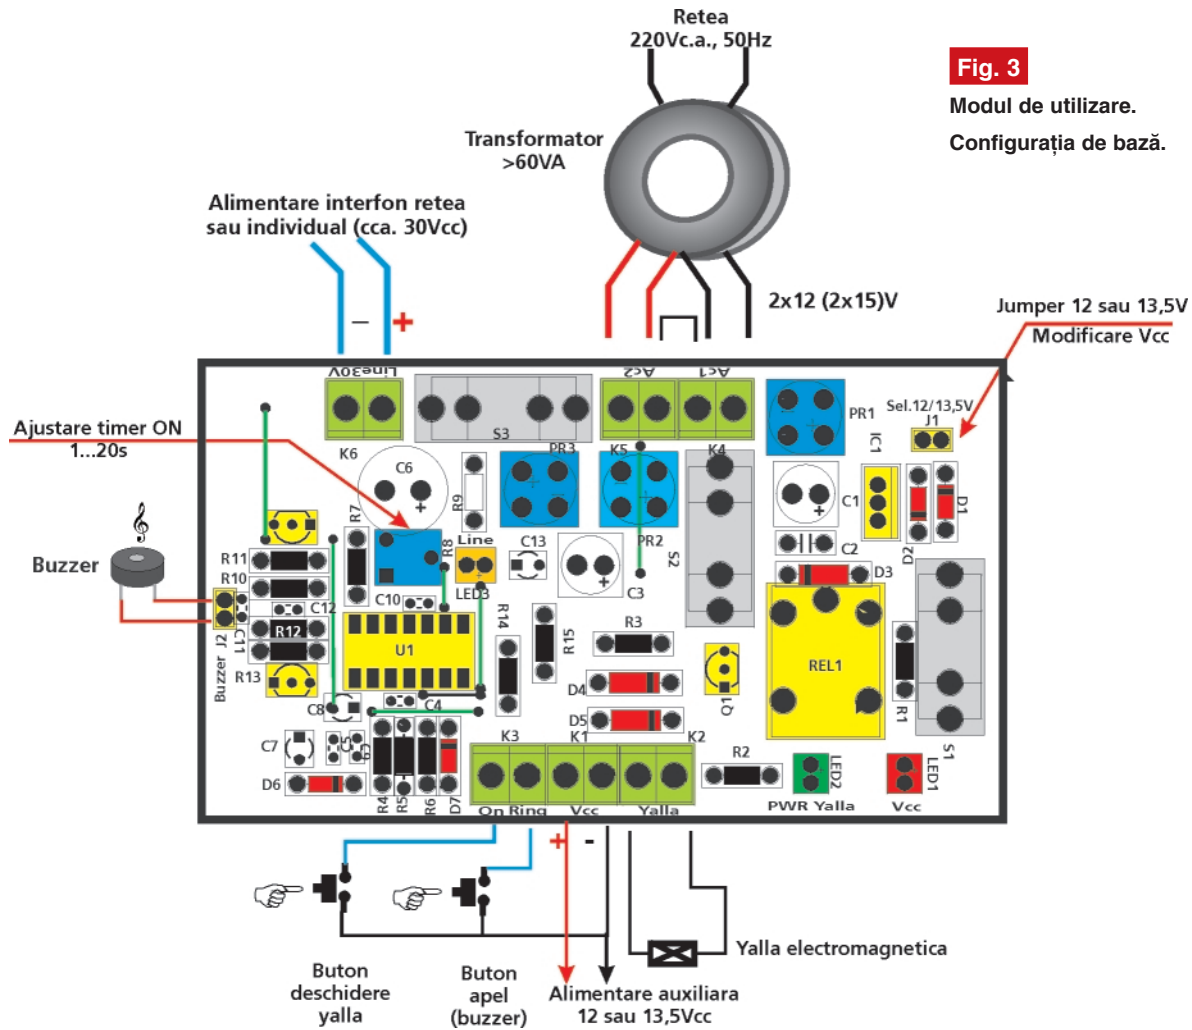 Retea
220Vc.a., 50Hz
Fig. 3
Modul de utilizare.
Configurația de bază.
Transformator
>60VA
Alimentare interfon retea
sau individual (cca. 30Vcc)
2x12 (2x15)V
Jumper 12 sau 13,5V
Modificare Vcc
– +
Line30V
Ac2
Ac1
Sel.12/13,5V
J1
PR1
IC1
S3
K6
C6
PR3
K5
K4
Ajustare timer ON
1...20s
R9
R7
R8
Line
LED3
C13
PR2
C3
S2
C1
C2
D2
D1
D3
Buzzer
R11
R10
C12
C10
R12
C11
J2
Buzzer
R13
U1
R14
R15
R3
D4
D5
Q1
REL1
R1
S1
C8
C4
C7
C5
C9
D6
R4
R5
R6
D7
K3
K1
K2
R2
LED2
LED1
On Ring
Vcc
Yalla
PWR Yalla
Vcc
+ -
Yalla electromagnetica
Buton
deschidere
yalla
Buton
apel
(buzzer)
Alimentare auxiliara
12 sau 13,5Vcc